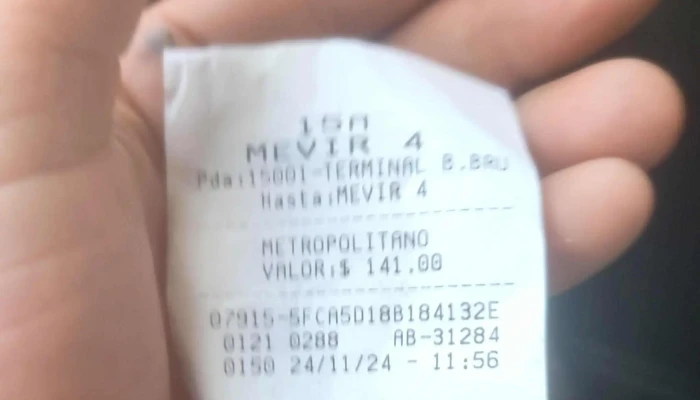 15A
MEVIR 4
Pda:15001-TERMINAL B.BRU
Hasta:MEVIR 4
METROPOLITANO
VALOR:$ 141.00
07915-5FCA5D18B184132E
0121 0288 AB-31284
0150 24/11/24 - 11:56